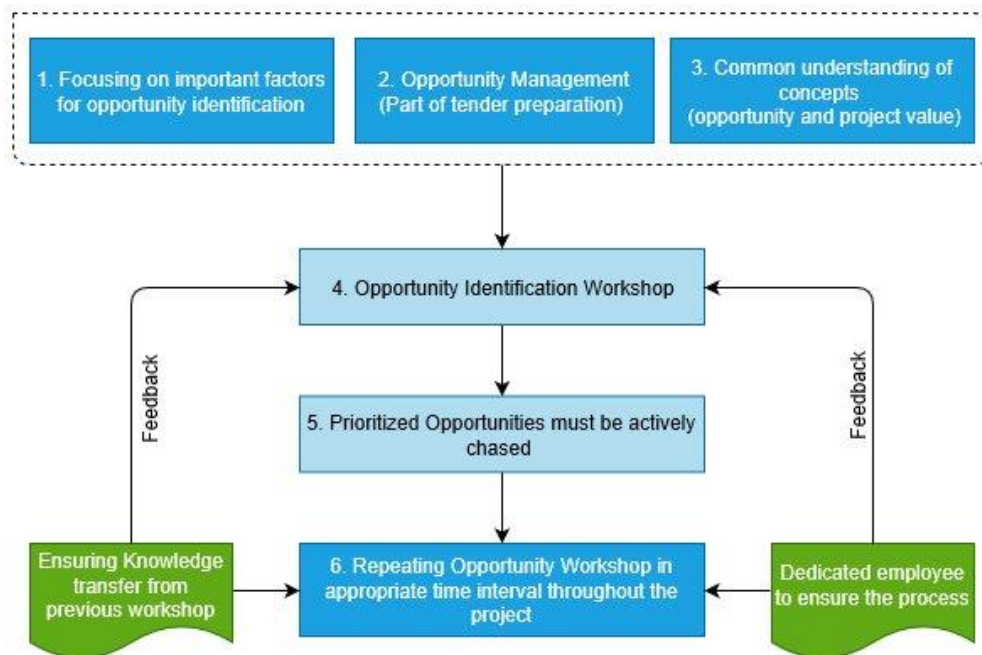 1. Focusing on important factors
for opportunity identification
2. Opportunity Management
(Part of tender preparation)
3. Common understanding of
concepts
(opportunity and project value)
4. Opportunity Identification Workshop
Feedback
Feedback
5. Prioritized Opportunities must be actively
chased
Ensuring Knowledge
transfer from
previous workshop
6. Repeating Opportunity Workshop in
appropriate time interval throughout the
project
Dedicated employee
to ensure the process